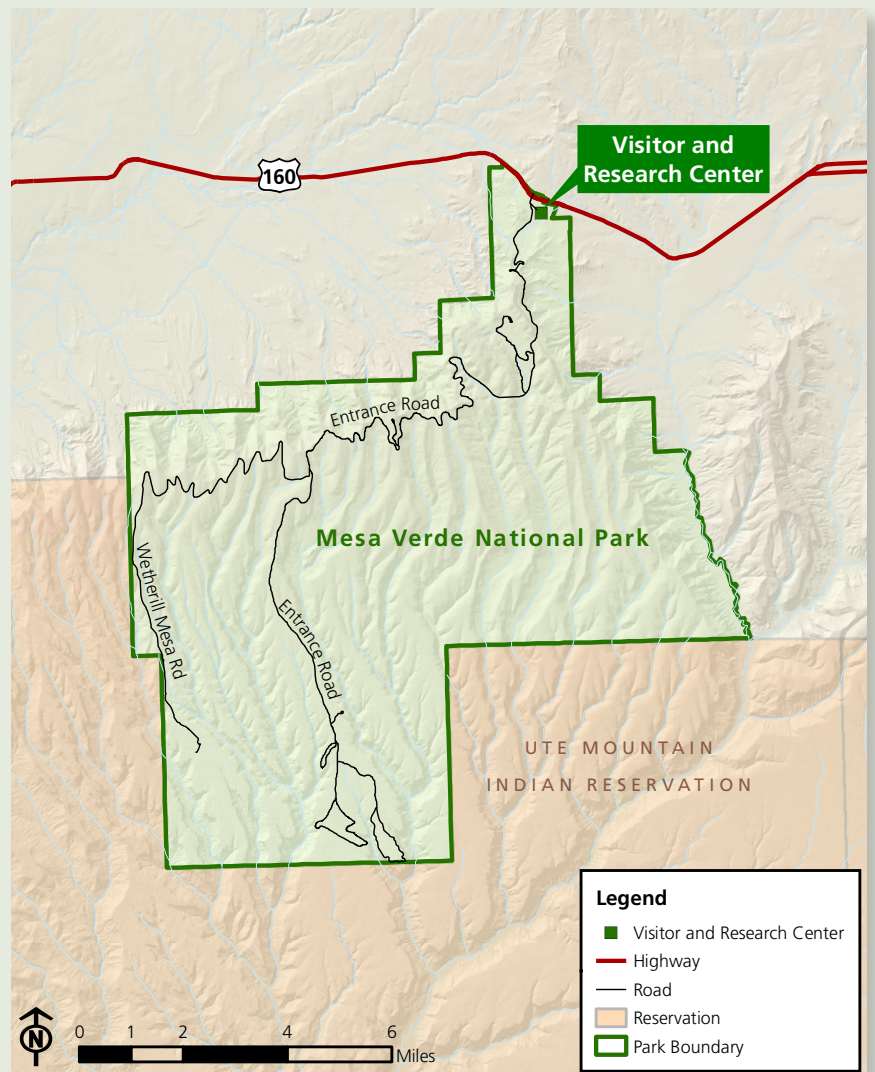 Visitor and
Research Center
160
Entrance Road
Mesa Verde National Park
Wetherill Mesa Rd
Entrance Road
UTE MOUNTAIN
INDIAN RESERVATION
Legend
Visitor and Research Center
Highway
Road
Reservation
Park Boundary
N
0 1 2 4 6
Miles